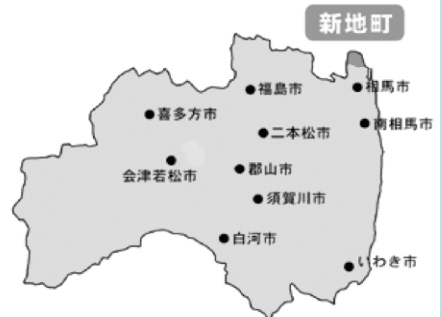 新地町
相馬市
福島市
喜多方市
南相馬市
二本松市
会津若松市
郡山市
須賀川市
白河市
いわき市